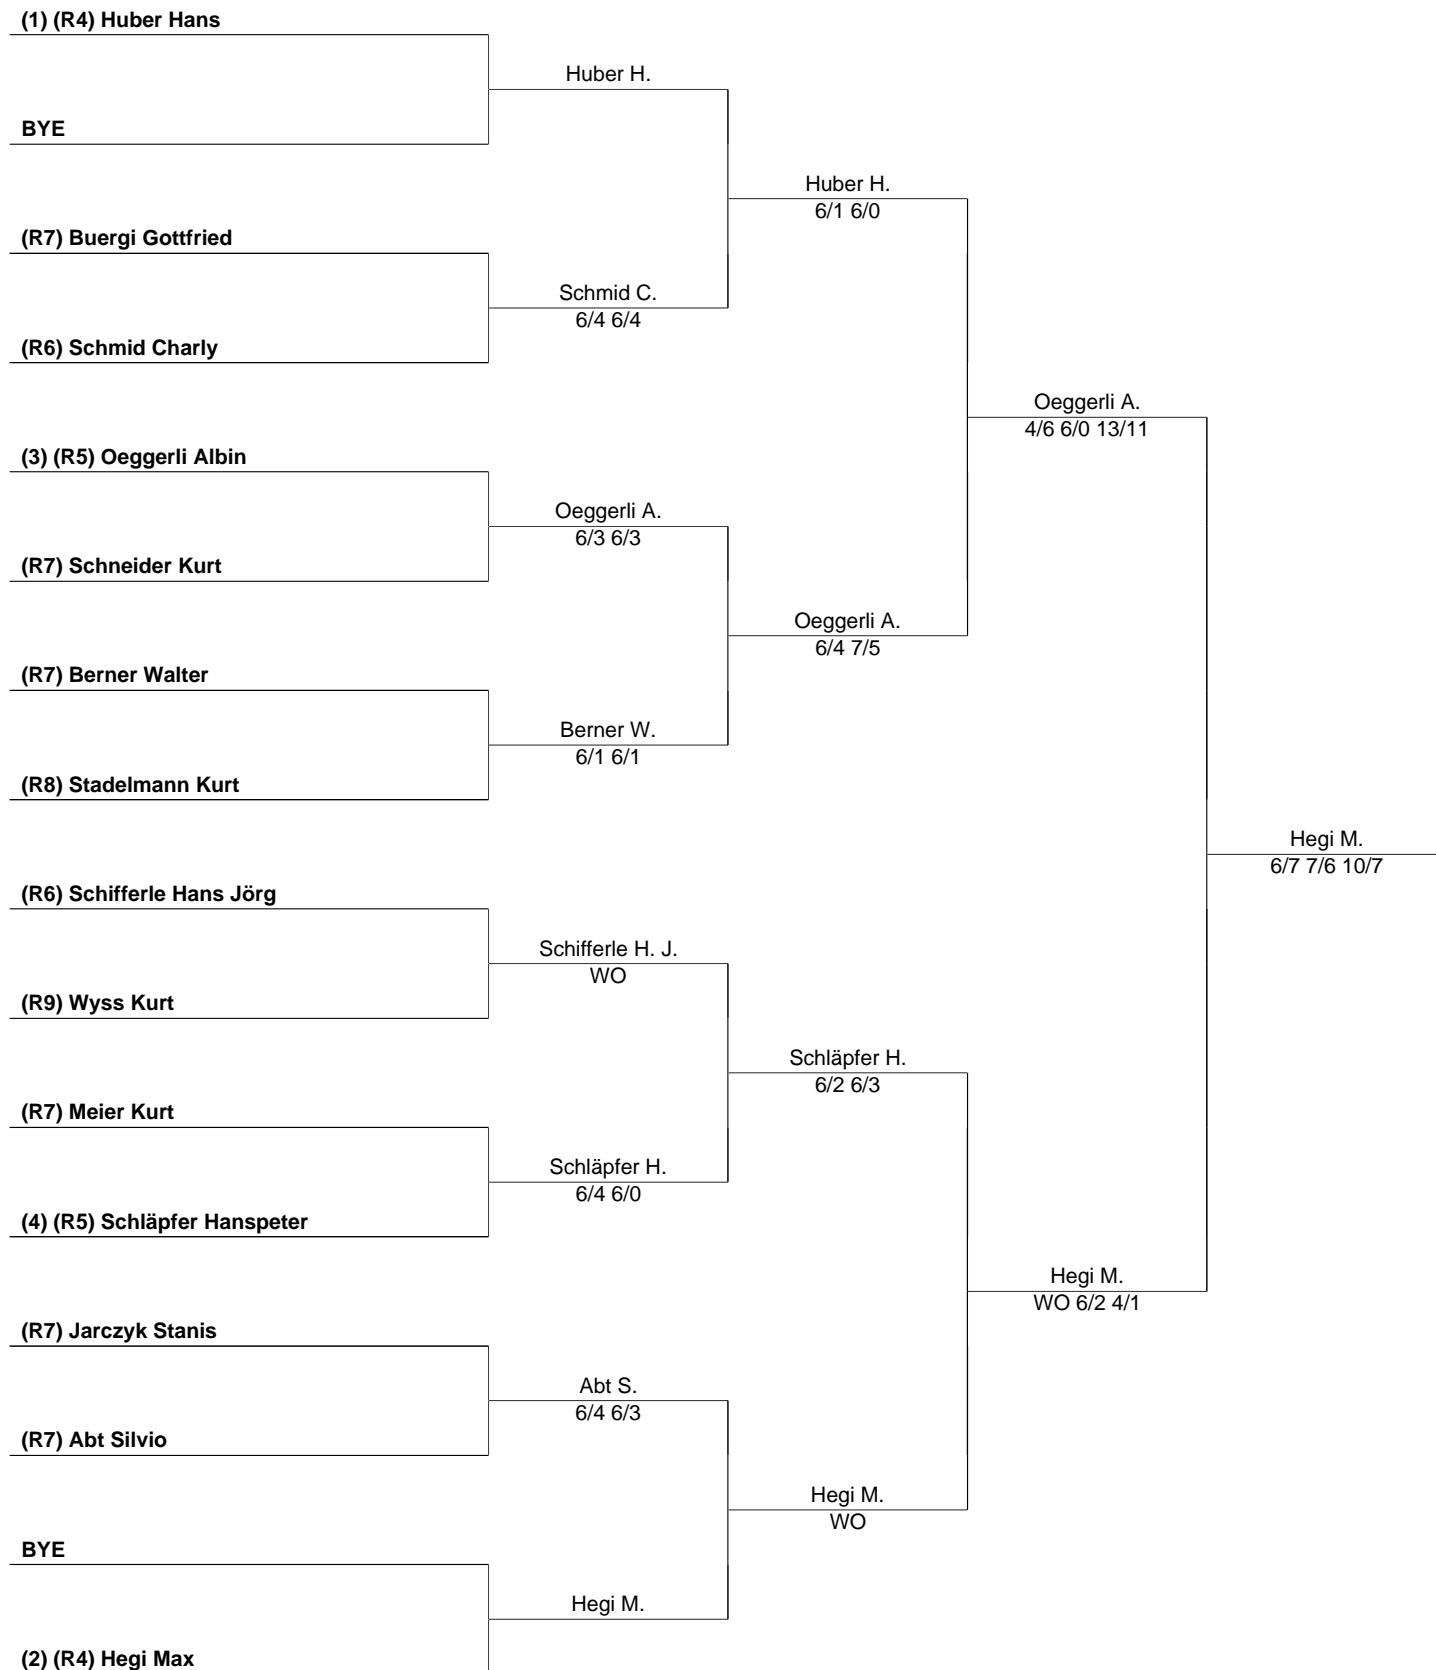 (1) (R4) Huber Hans
Huber H.
BYE
Huber H.
6/1 6/0
(R7) Buergi Gottfried
Schmid C.
6/4 6/4
(R6) Schmid Charly
Oeggerli A.
4/6 6/0 13/11
(3) (R5) Oeggerli Albin
Oeggerli A.
6/3 6/3
(R7) Schneider Kurt
Oeggerli A.
6/4 7/5
(R7) Berner Walter
Berner W.
6/1 6/1
(R8) Stadelmann Kurt
Hegi M.
6/7 7/6 10/7
(R6) Schifferle Hans Jörg
Schifferle H. J.
WO
(R9) Wyss Kurt
Schläpfer H.
6/2 6/3
(R7) Meier Kurt
Schläpfer H.
6/4 6/0
(4) (R5) Schläpfer Hanspeter
Hegi M.
WO 6/2 4/1
(R7) Jarczyk Stanis
Abt S.
6/4 6/3
(R7) Abt Silvio
Hegi M.
WO
BYE
Hegi M.
(2) (R4) Hegi Max